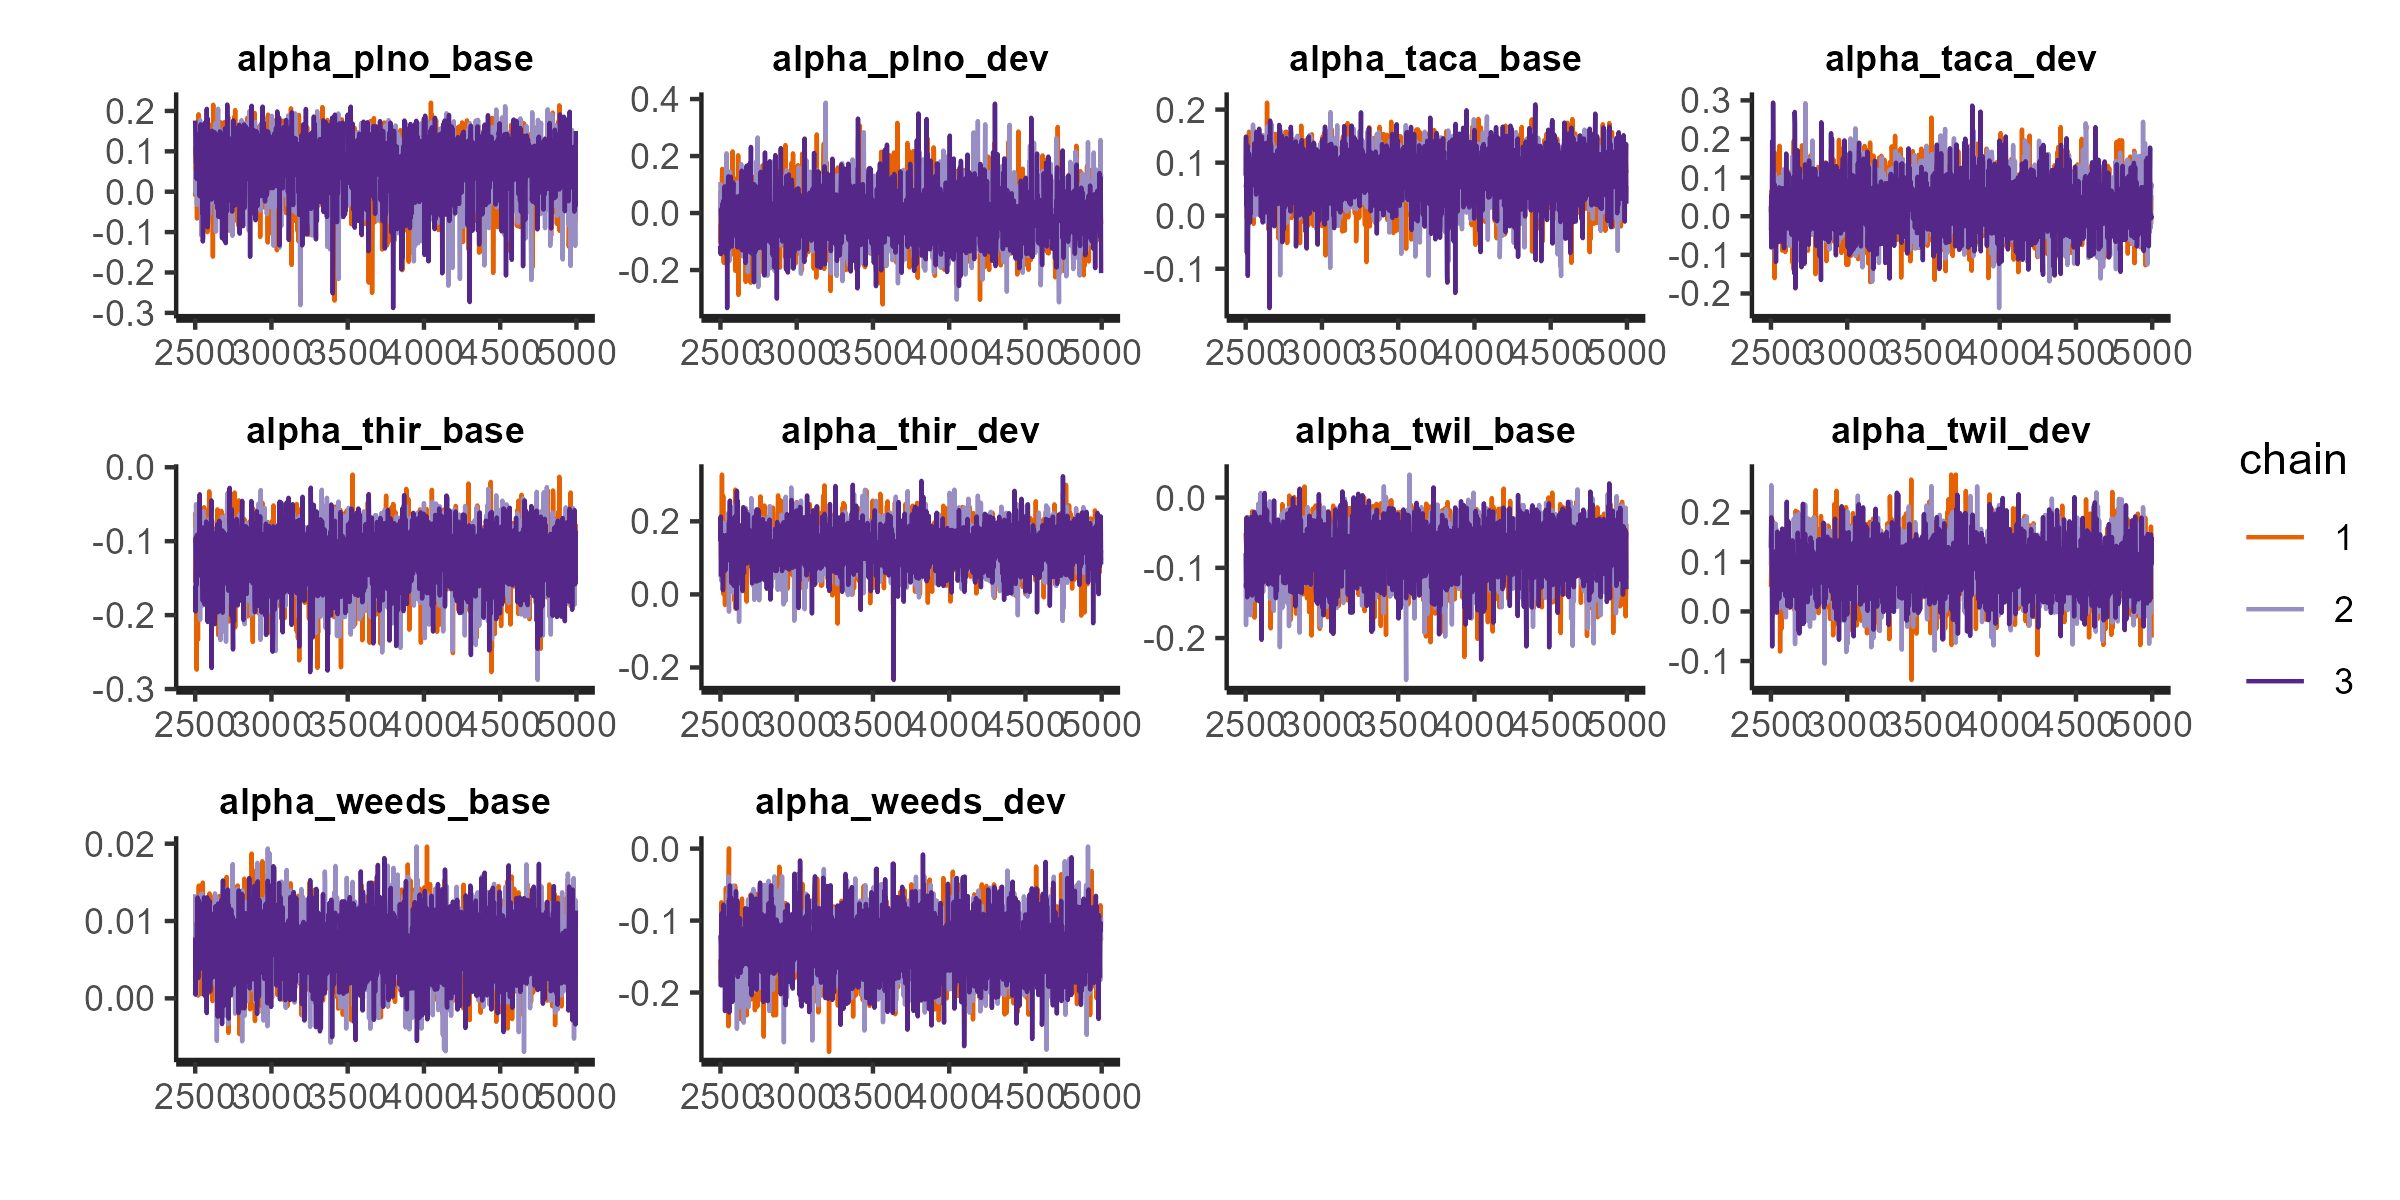 alpha_plno_base alpha_plno_dev alpha_taca_base alpha_taca_dev
0.2 0.1 0.0 -0.1 -0.2 -0.3
0.4 0.2 0.0 -0.2
0.2 0.1 0.0 -0.1
0.3 0.2 0.1 0.0 -0.1 -0.2
2500 3000 3500 4000 4500 5000 2500 3000 3500 4000 4500 5000 2500 3000 3500 4000 4500 5000 2500 3000 3500 4000 4500 5000
alpha_thir_base alpha_thir_dev alpha_twil_base alpha_twil_dev
0.0 -0.1 -0.2 -0.3
0.2 0.0 -0.2
0.0 -0.1 -0.2
0.2 0.1 0.0 -0.1
2500 3000 3500 4000 4500 5000 2500 3000 3500 4000 4500 5000 2500 3000 3500 4000 4500 5000 2500 3000 3500 4000 4500 5000
alpha_weeds_base alpha_weeds_dev
0.02 0.01 0.00
0.0 -0.1 -0.2
2500 3000 3500 4000 4500 5000 2500 3000 3500 4000 4500 5000
chain
1
2
3